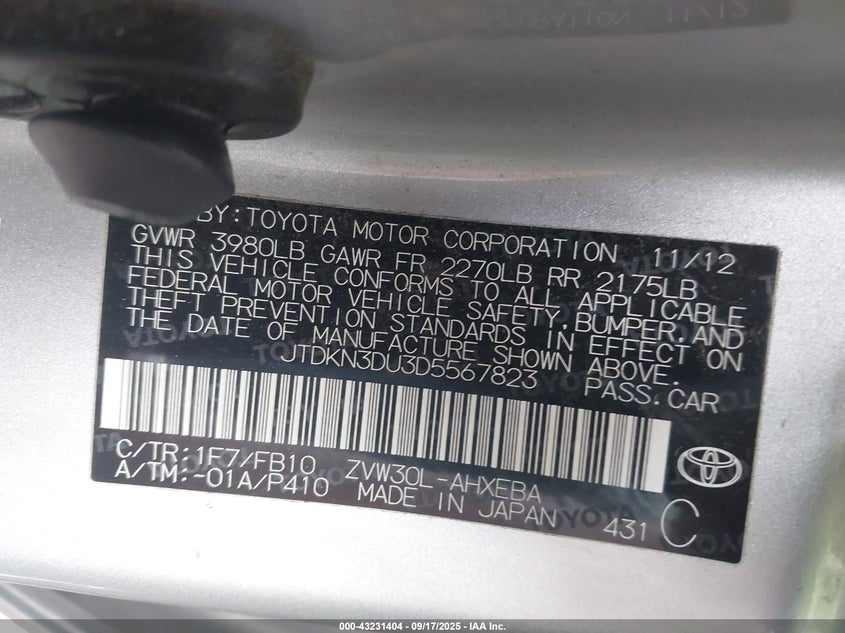 BY: TOYOTA MOTOR CORPORATION 11/12
GVWR 3980LB GAWR FR 2270LB RR 2175LB
THIS VEHICLE CONFORMS TO ALL APPLICABLE
FEDERAL MOTOR VEHICLE SAFETY, BUMPER, AND
THEFT PREVENTION STANDARDS IN EFFECT ON
THE DATE OF MANUFACTURE SHOWN ABOVE.
JTDKN3DU3D5567823 PASS.CAR
C/TR: 1F7/FB10 ZVW30L-AHXEBA
A/TM: -01A/P410 MADE IN JAPAN 431 C
000-43231404 - 09/17/2025 - IAA Inc.